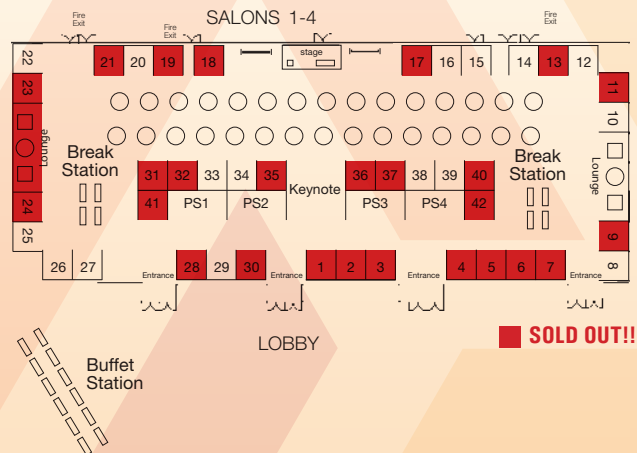 SALONS 1-4
Fire
Exit
Fire
Exit
Fire
Exit
22
21
20
19
18
stage
17
16
15
14
13
12
23
11
10
Lounge
Lounge
Break
Station
Break
Station
31
32
33
34
35
Keynote
36
37
38
39
40
41
PS1
PS2
PS3
PS4
42
24
25
9
8
26
27
28
29
30
1
2
3
4
5
6
7
Entrance
Entrance
Entrance
Entrance
LOBBY
SOLD OUT!!
Buffet
Station